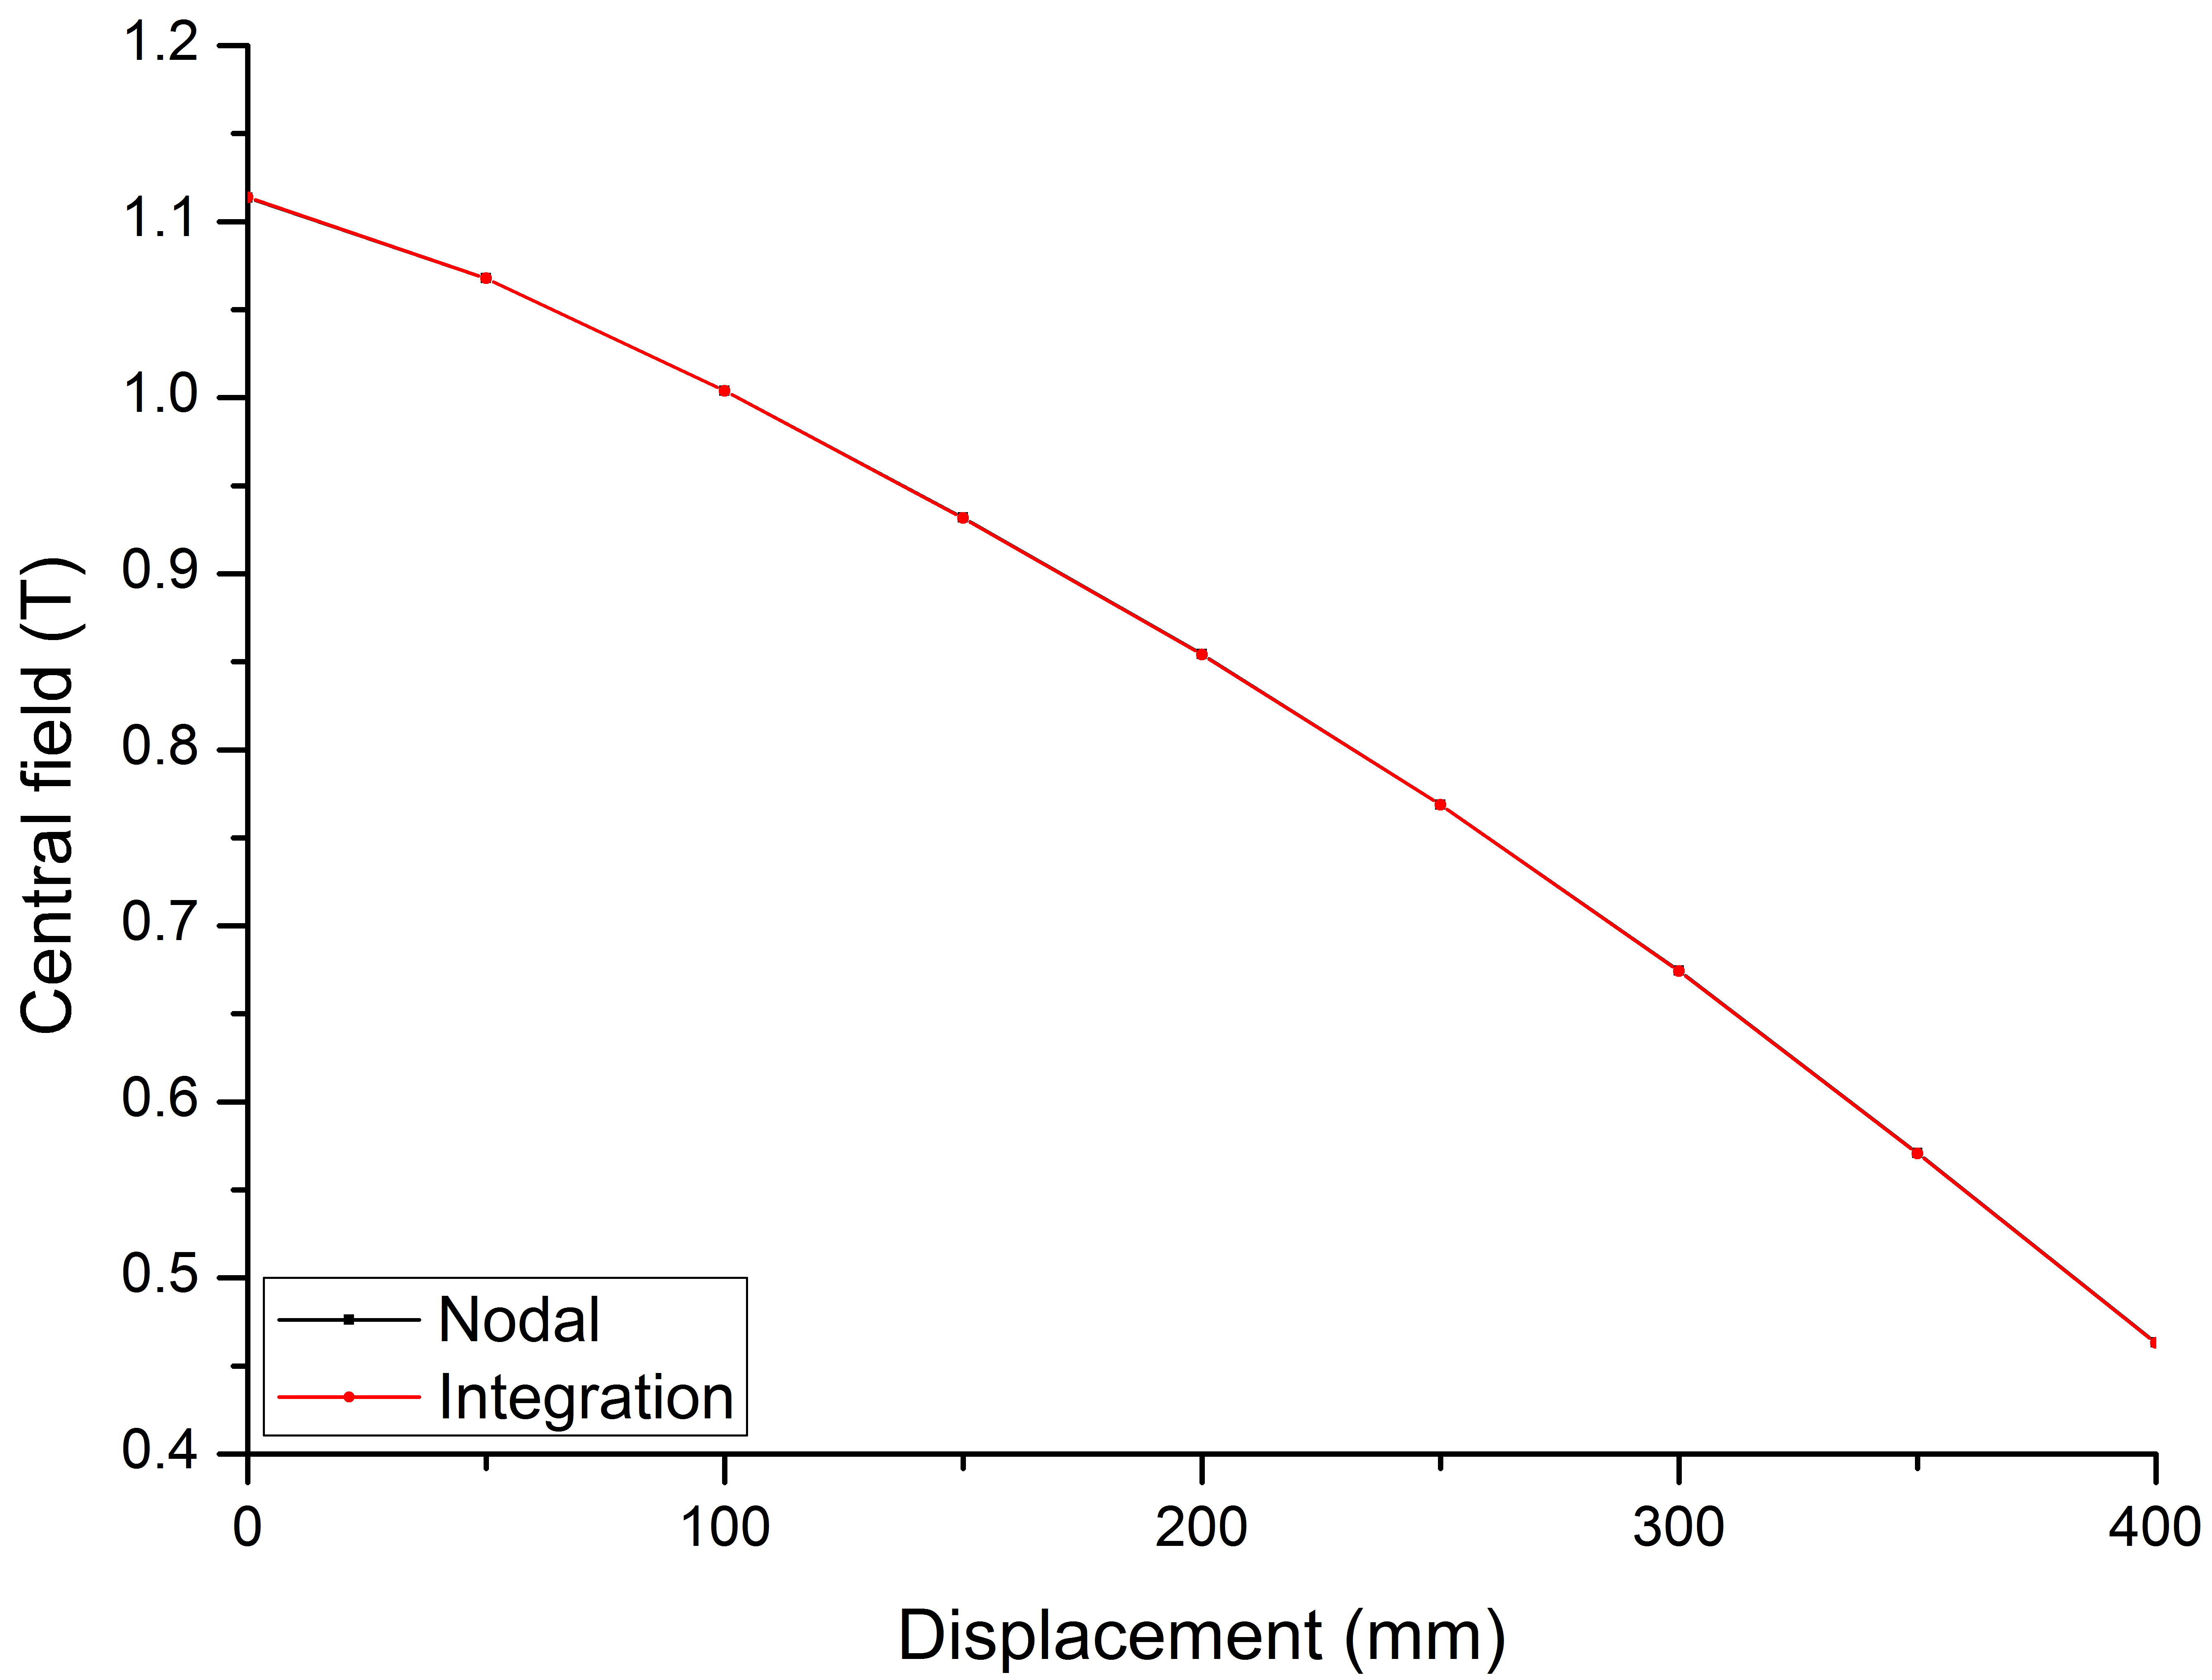 1.2
1.1
1.0
0.9
0.8
0.7
0.6
0.5
0.4
Central field (T)
Nodal
Integration
0 100 200 300 400
Displacement (mm)